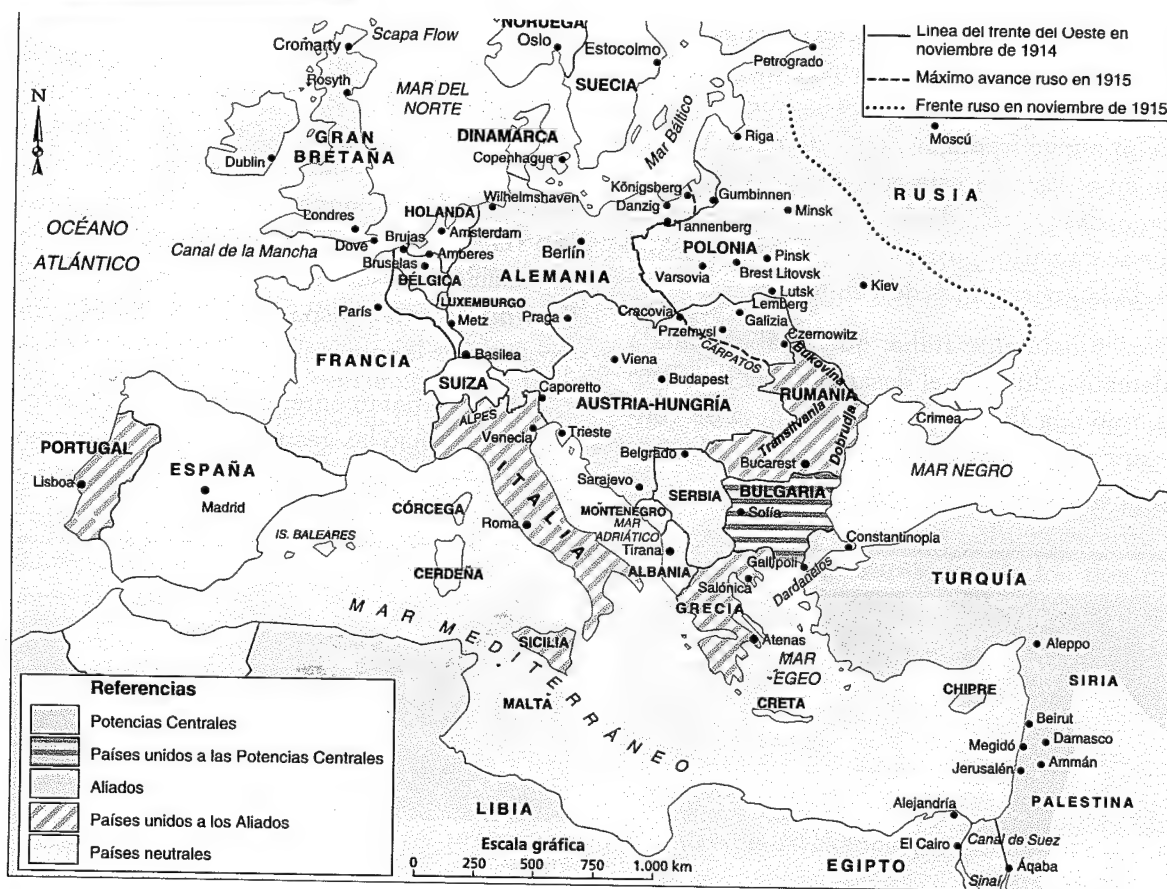 NORUEGA
Cromarty
Scapa Flow
Oslo
Estocolmo
Petrogrado
Línea del frente del Oeste en
noviembre de 1914
Máximo avance ruso en 1915
Frente ruso en noviembre de 1915
Moscú
Rosyth
MAR DEL
NORTE
SUECIA
N
GRAN
BRETAÑA
Dublin
DINAMARCA
Copenhague
Mar Báltico
Riga
RUSIA
Königsberg
Gumbinnen
Danzig
Minsk
Tannenberg
Wilhelmshaven
HOLANDA
Amsterdam
Londres
OCÉANO
ATLÁNTICO
Canal de la Mancha
Dove
Brujas
Amberes
Bruselas
BÉLGICA
Berlín
ALEMANIA
POLONIA
Varsovia
Pinsk
Brest Litovsk
Lutsk
Kiev
LUXEMBURGO
París
Metz
Praga
Cracovia
Lemberg
Galizia
Przemysl
Czernowitz
CÁRPATOS
Bukovina
FRANCIA
Basilea
Viena
Budapest
SUIZA
Caporetto
AUSTRIA-HUNGRÍA
RUMANIA
Transilvania
Dobrudja
Crimea
ALPES
Venecia
Trieste
Belgrado
Bucarest
MAR NEGRO
PORTUGAL
Lisboa
ESPAÑA
Madrid
Sarajevo
SERBIA
BULGARIA
Sofía
CÓRCEGA
ITALIA
Roma
MONTENEGRO
MAR
ADRIÁTICO
Tirana
ALBANIA
Constantinopla
IS. BALEARES
CERDEÑA
Gallipoli
Dardanelos
TURQUÍA
Salónica
GRECIA
MAR MEDITERRÁNEO
SICILIA
Atenas
MAR
EGEO
Aleppo
SIRIA
MALTA
CRETA
CHIPRE
Beirut
Damasco
Megidó
Ammán
Jerusalén
PALESTINA
Referencias
Potencias Centrales
Países unidos a las Potencias Centrales
Aliados
Países unidos a los Aliados
Países neutrales
LIBIA
Escala gráfica
0 250 500 750 1.000 km
Alejandría
El Cairo
Canal de Suez
EGIPTO
Sinaí
Áqaba